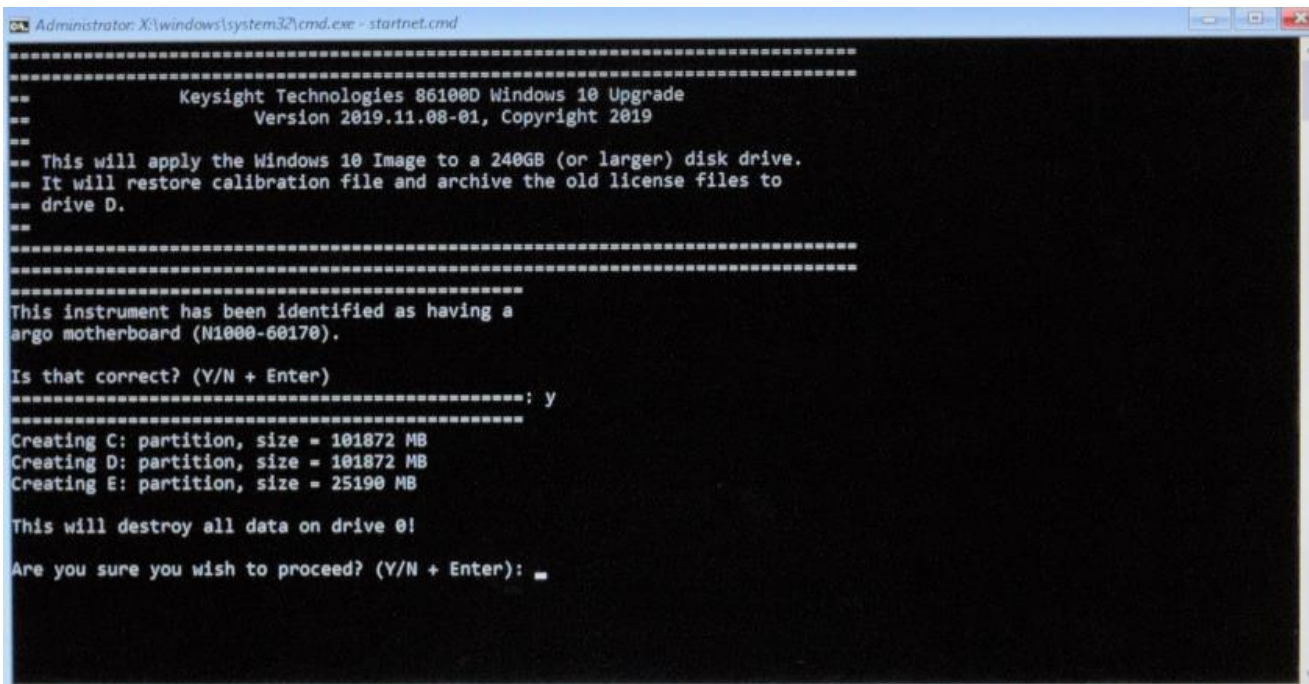 Administrator: X:\windows\system32\cmd.exe - startnet.cmd
================================================================================
================================================================================
== Keysight Technologies 86100D Windows 10 Upgrade
== Version 2019.11.08-01, Copyright 2019
==
== This will apply the Windows 10 Image to a 240GB (or larger) disk drive.
== It will restore calibration file and archive the old license files to
== drive D.
==
================================================================================
================================================================================
================================================
This instrument has been identified as having a
argo motherboard (N1000-60170).
Is that correct? (Y/N + Enter)
================================================: y
================================================
Creating C: partition, size = 101872 MB
Creating D: partition, size = 101872 MB
Creating E: partition, size = 25190 MB
This will destroy all data on drive 0!
Are you sure you wish to proceed? (Y/N + Enter): _